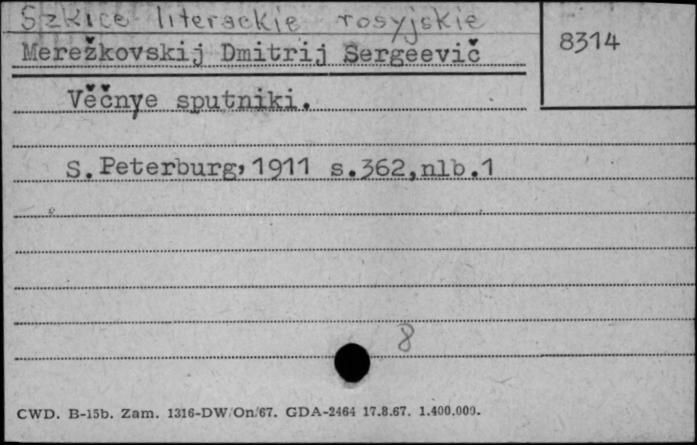 Szkice literackie rosyjskie
Merežkovskij Dmitrij Sergeevič
8314
Věčnye sputniki.
S.Peterburg,1911 s.362,nlb.1
8
CWD. B-15b. Zam. 1316-DW/On/67. GDA-2464 17.8.67. 1.400.000.